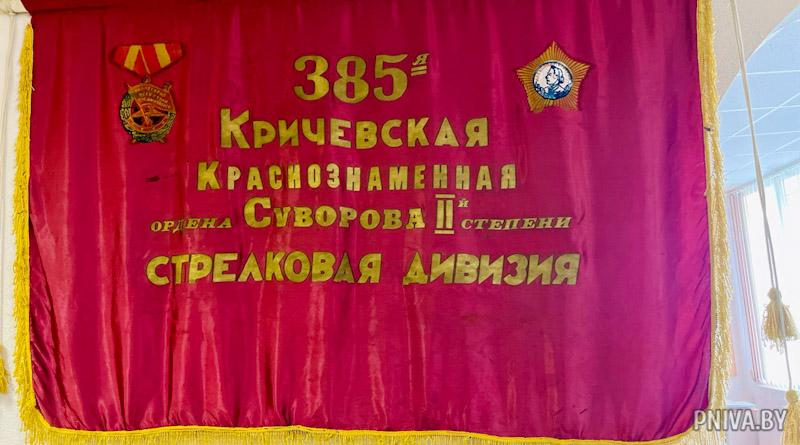 385я
Кричевская
Краснознаменная
ордена Суворова IIй степени
стрелковая дивизия
PNIVA.BY